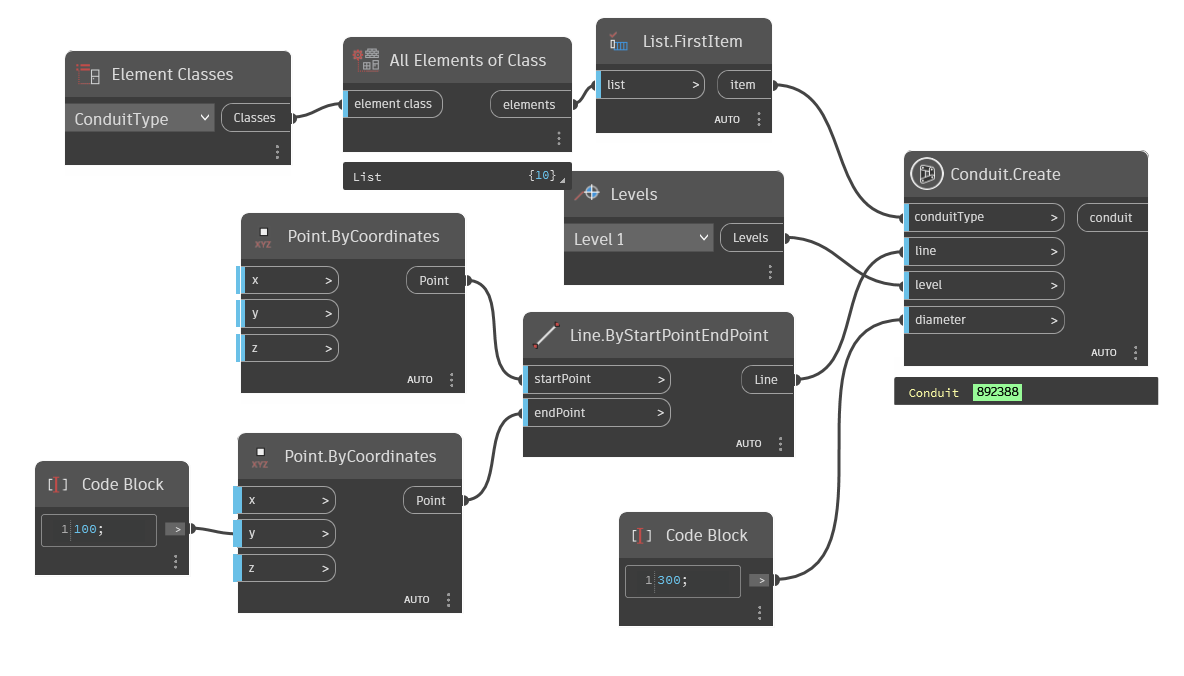 Element Classes
ConduitType
Classes
All Elements of Class
element class
elements
List
{10}
List.FirstItem
list >
item
AUTO
Levels
Level 1
Levels
Conduit.Create
conduitType >
conduit
line >
level >
diameter >
AUTO
Conduit 892388
XYZ
Point.ByCoordinates
x >
Point
y >
z >
AUTO
Line.ByStartPointEndPoint
startPoint >
Line
endPoint >
AUTO
[I] Code Block
1 100;
>
XYZ
Point.ByCoordinates
x >
Point
y >
z >
AUTO
[I] Code Block
1 300;
>